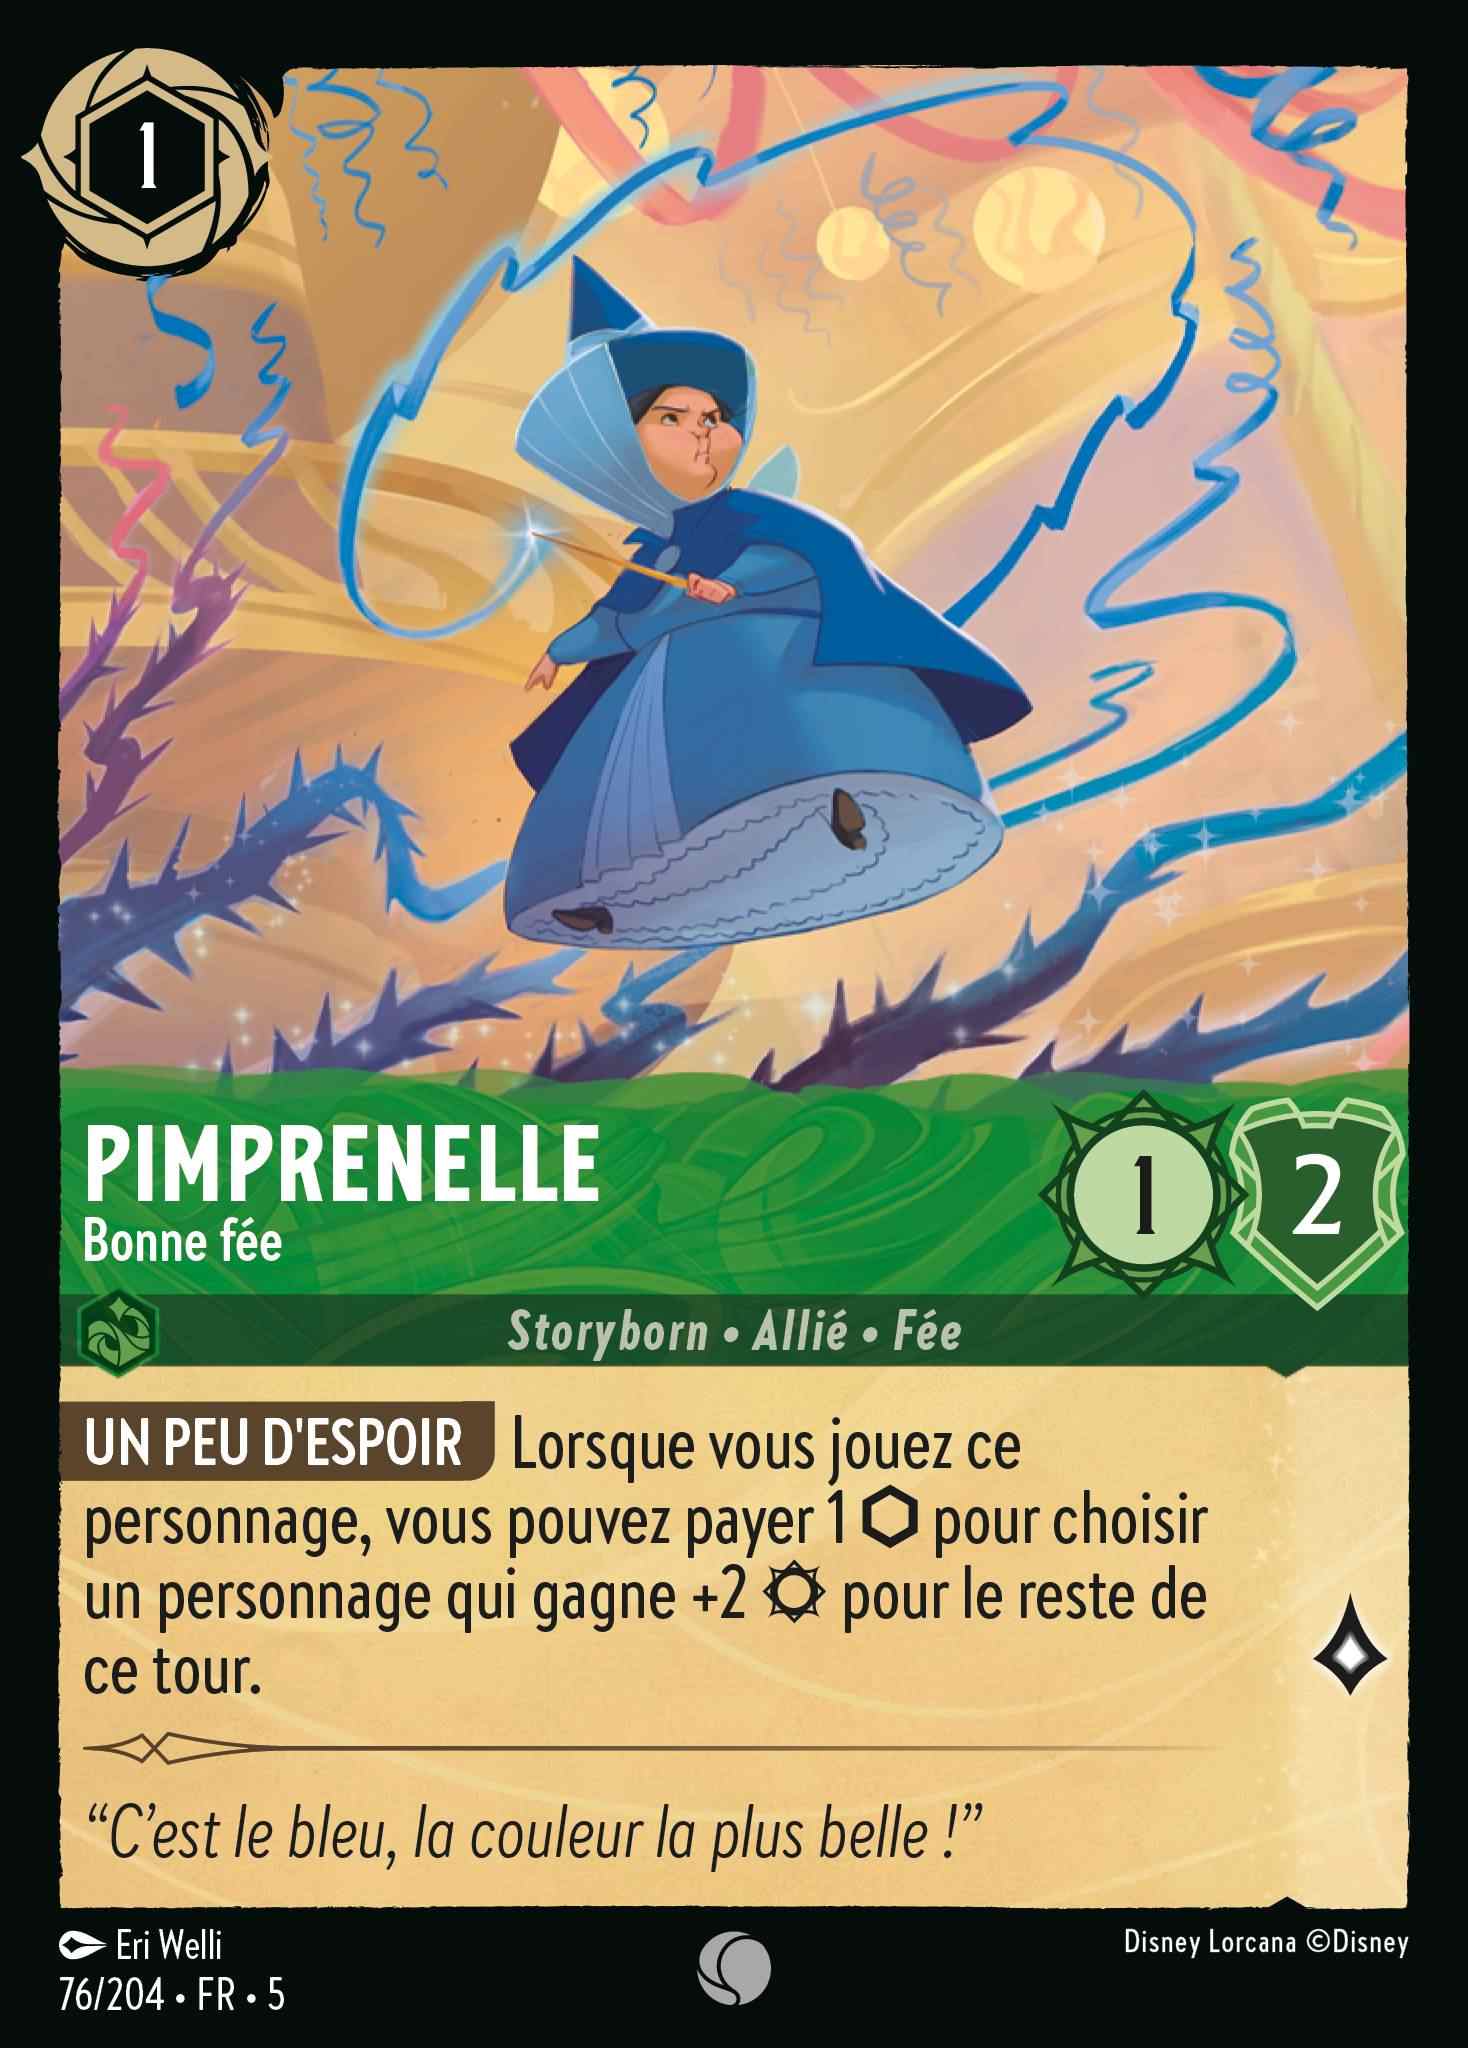 1
PIMPRENELLE
Bonne fée
1
2
Storyborn • Allié • Fée
UN PEU D'ESPOIR Lorsque vous jouez ce
personnage, vous pouvez payer 1 ⬡ pour choisir
un personnage qui gagne +2 ☼ pour le reste de
ce tour.
“C’est le bleu, la couleur la plus belle !”
Eri Welli
Disney Lorcana ©Disney
76/204 • FR • 5